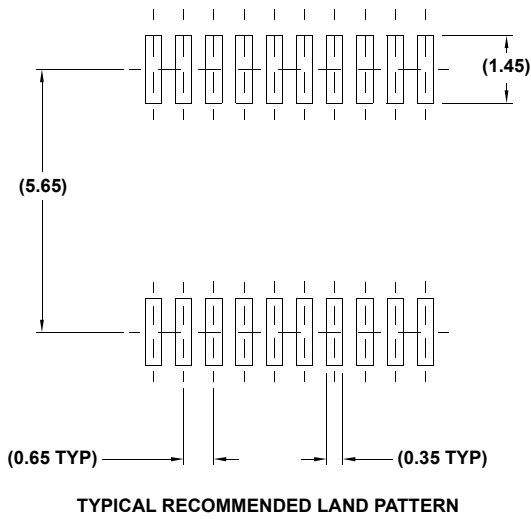 (1.45)
(5.65)
(0.65 TYP)
(0.35 TYP)
TYPICAL RECOMMENDED LAND PATTERN